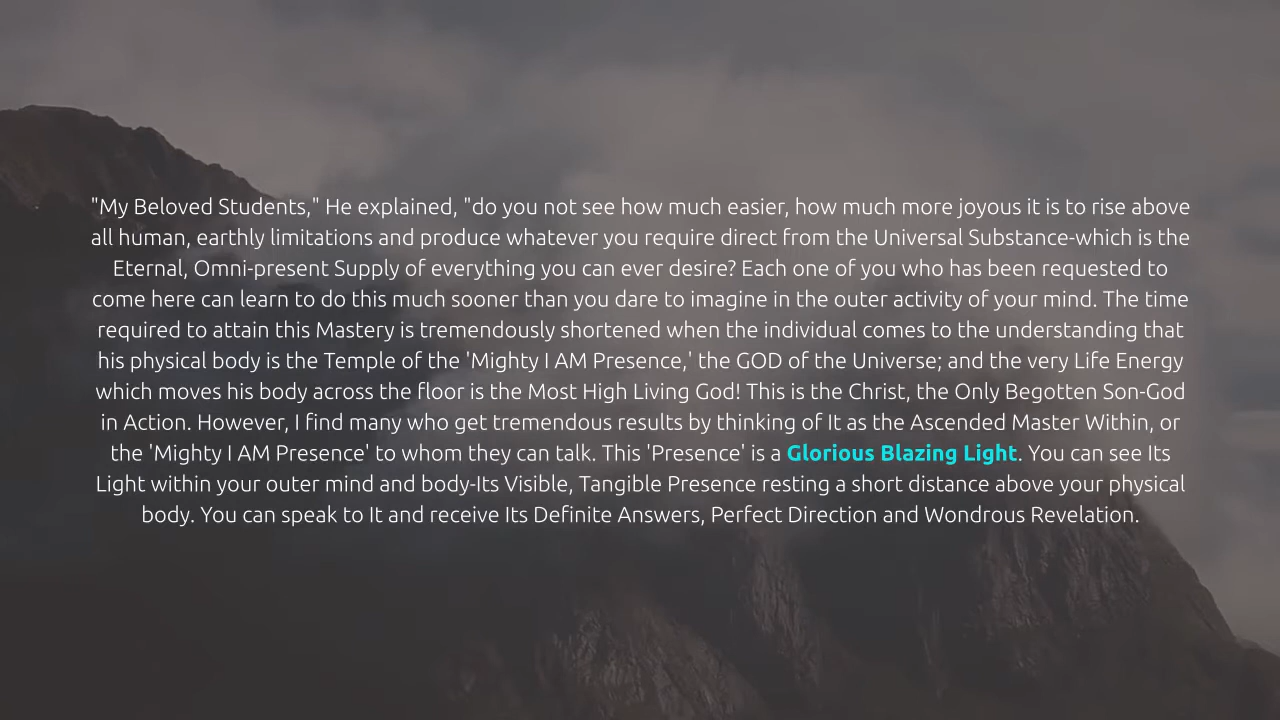 "My Beloved Students," He explained, "do you not see how much easier, how much more joyous it is to rise above
all human, earthly limitations and produce whatever you require direct from the Universal Substance-which is the
Eternal, Omni-present Supply of everything you can ever desire? Each one of you who has been requested to
come here can learn to do this much sooner than you dare to imagine in the outer activity of your mind. The time
required to attain this Mastery is tremendously shortened when the individual comes to the understanding that
his physical body is the Temple of the 'Mighty I AM Presence,' the GOD of the Universe; and the very Life Energy
which moves his body across the floor is the Most High Living God! This is the Christ, the Only Begotten Son-God
in Action. However, I find many who get tremendous results by thinking of It as the Ascended Master Within, or
the 'Mighty I AM Presence' to whom they can talk. This 'Presence' is a Glorious Blazing Light. You can see Its
Light within your outer mind and body-Its Visible, Tangible Presence resting a short distance above your physical
body. You can speak to It and receive Its Definite Answers, Perfect Direction and Wondrous Revelation.